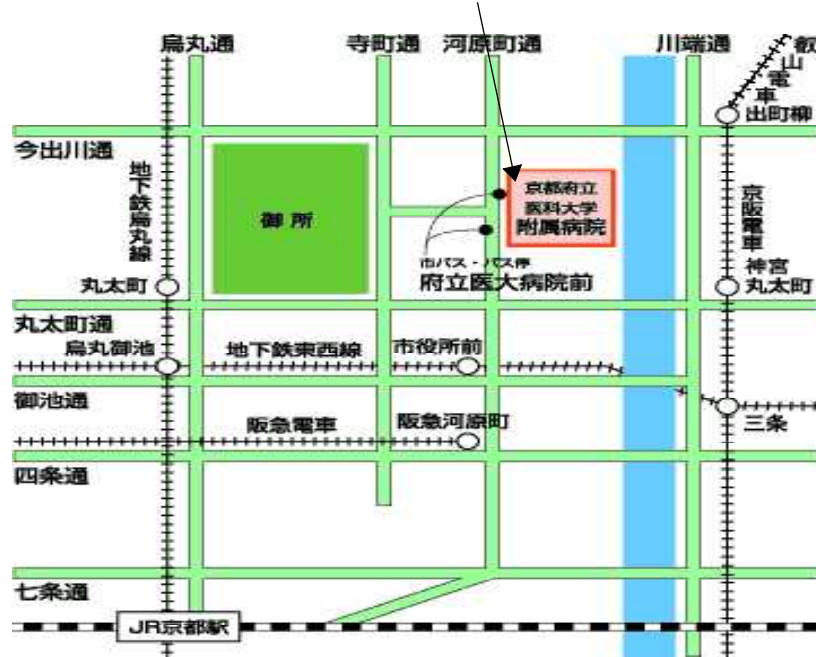 烏丸通
寺町通
河原町通
川端通
叡山電車
出町柳
今出川通
地下鉄烏丸線
御所
京都府立
医科大学
附属病院
京阪電車
市バス・バス停
府立医大病院前
神宮
丸太町
丸太町
丸太町通
烏丸御池
地下鉄東西線
市役所前
御池通
阪急電車
阪急河原町
三条
四条通
七条通
JR京都駅